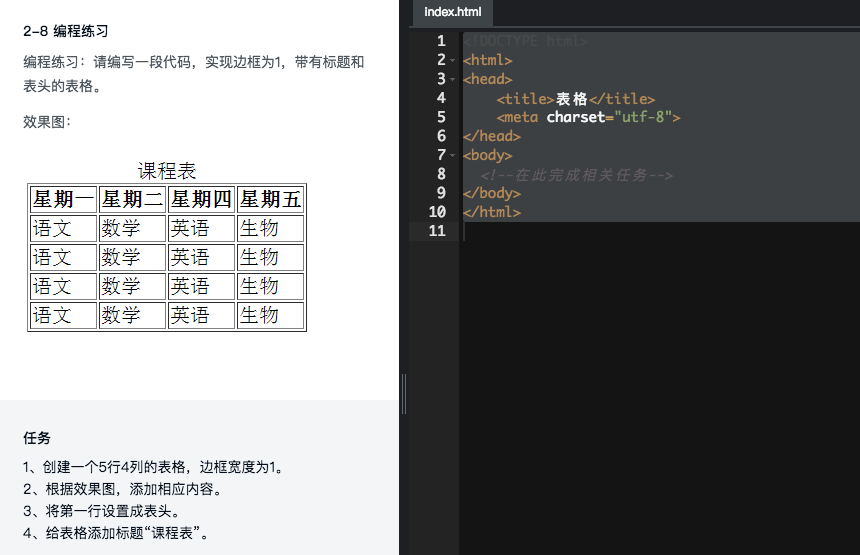 2-8 编程练习
编程练习：请编写一段代码，实现边框为1，带有标题和
表头的表格。
效果图：
课程表
星期一 星期二 星期四 星期五
语文 数学 英语 生物
语文 数学 英语 生物
语文 数学 英语 生物
语文 数学 英语 生物
任务
1、创建一个5行4列的表格，边框宽度为1。
2、根据效果图，添加相应内容。
3、将第一行设置成表头。
4、给表格添加标题“课程表”。
index.html
1 <!DOCTYPE html>
2 <html>
3 <head>
4 <title>表格</title>
5 <meta charset="utf-8">
6 </head>
7 <body>
8 <!--在此完成相关任务-->
9 </body>
10 </html>
11